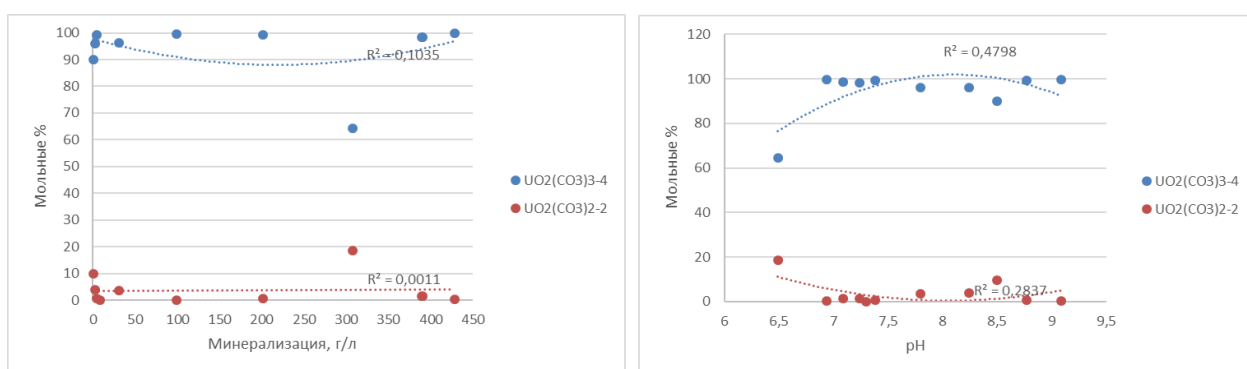 100
90
80
70
60
50
40
30
20
10
0
Мольные %
R² = 0,1035
R² = 0,0011
0 50 100 150 200 250 300 350 400 450
Минерализация, г/л
UO2(CO3)3-4
UO2(CO3)2-2
120
100
80
60
40
20
0
Мольные %
R² = 0,4798
R² = 0,2837
6 6,5 7 7,5 8 8,5 9 9,5
pH
UO2(CO3)3-4
UO2(CO3)2-2